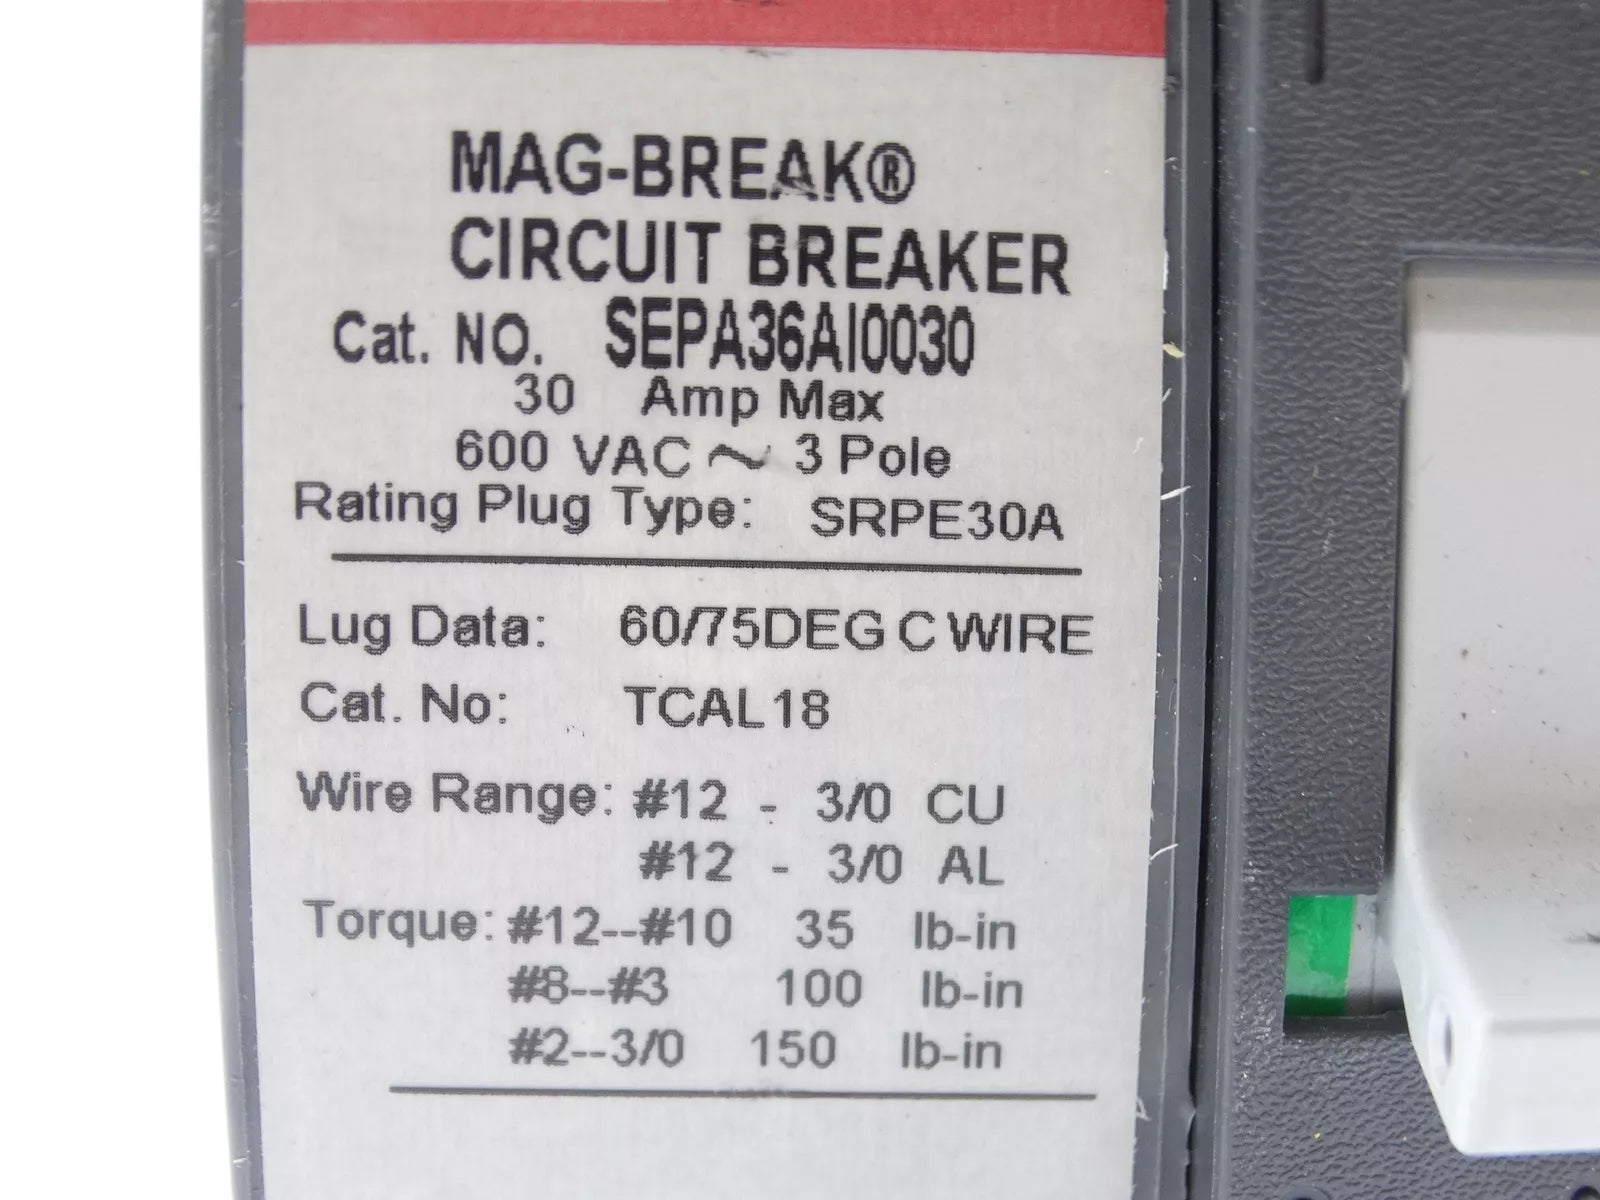 MAG-BREAK®
CIRCUIT BREAKER
Cat. NO. SEPA36AI0030
30 Amp Max
600 VAC ~ 3 Pole
Rating Plug Type: SRPE30A
Lug Data: 60/75DEG C WIRE
Cat. No: TCAL18
Wire Range: #12 - 3/0 CU
#12 - 3/0 AL
Torque: #12--#10 35 lb-in
#8--#3 100 lb-in
#2--3/0 150 lb-in